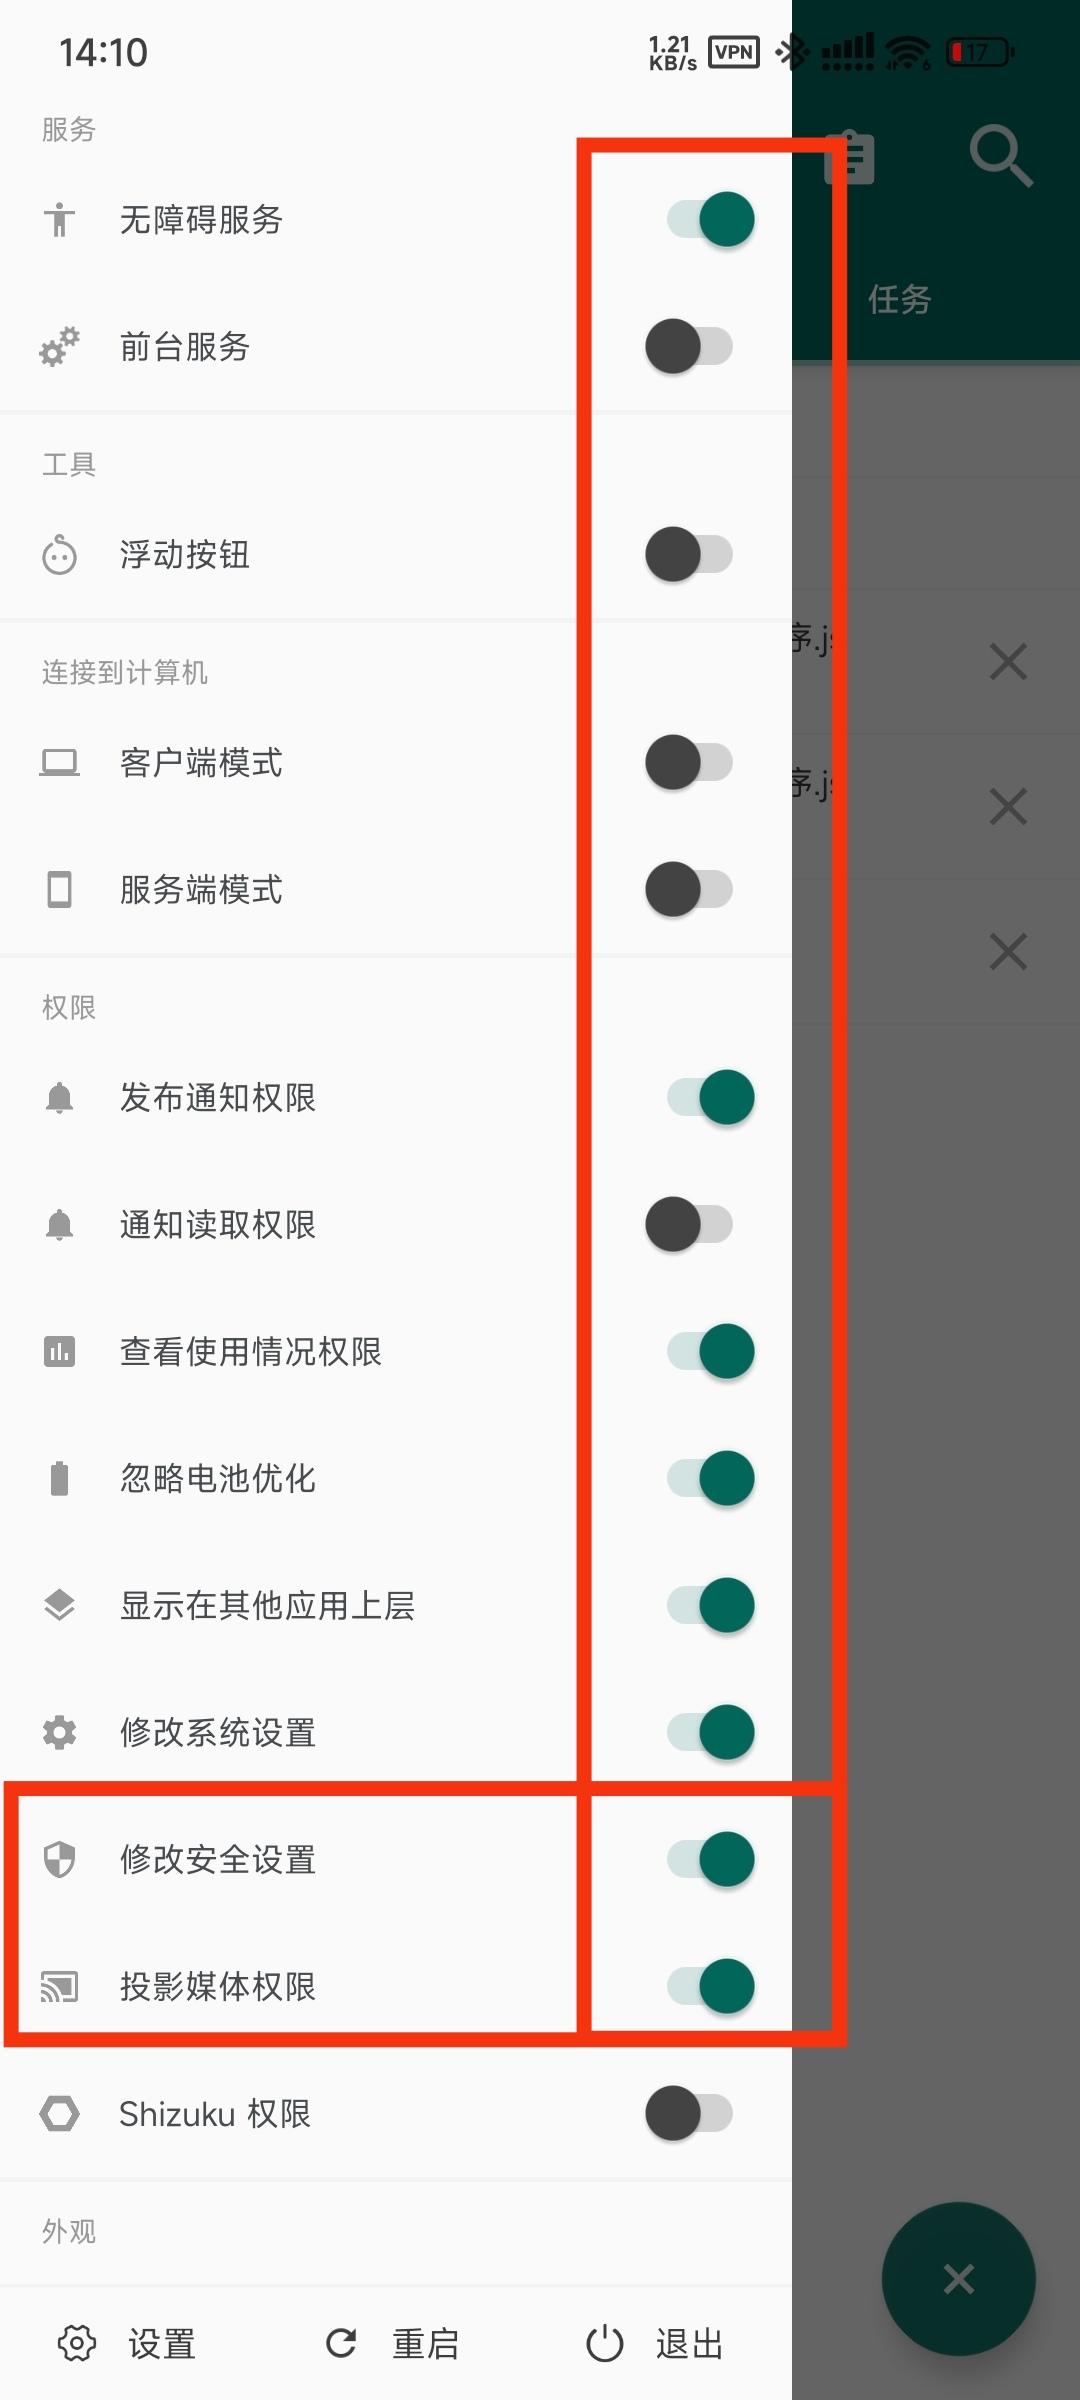 14:10
1.21
KB/s
VPN
17
服务
无障碍服务
前台服务
任务
工具
浮动按钮
序.js
连接到计算机
客户端模式
序.js
服务端模式
权限
发布通知权限
通知读取权限
查看使用情况权限
忽略电池优化
显示在其他应用上层
修改系统设置
修改安全设置
投影媒体权限
Shizuku 权限
外观
设置
重启
退出